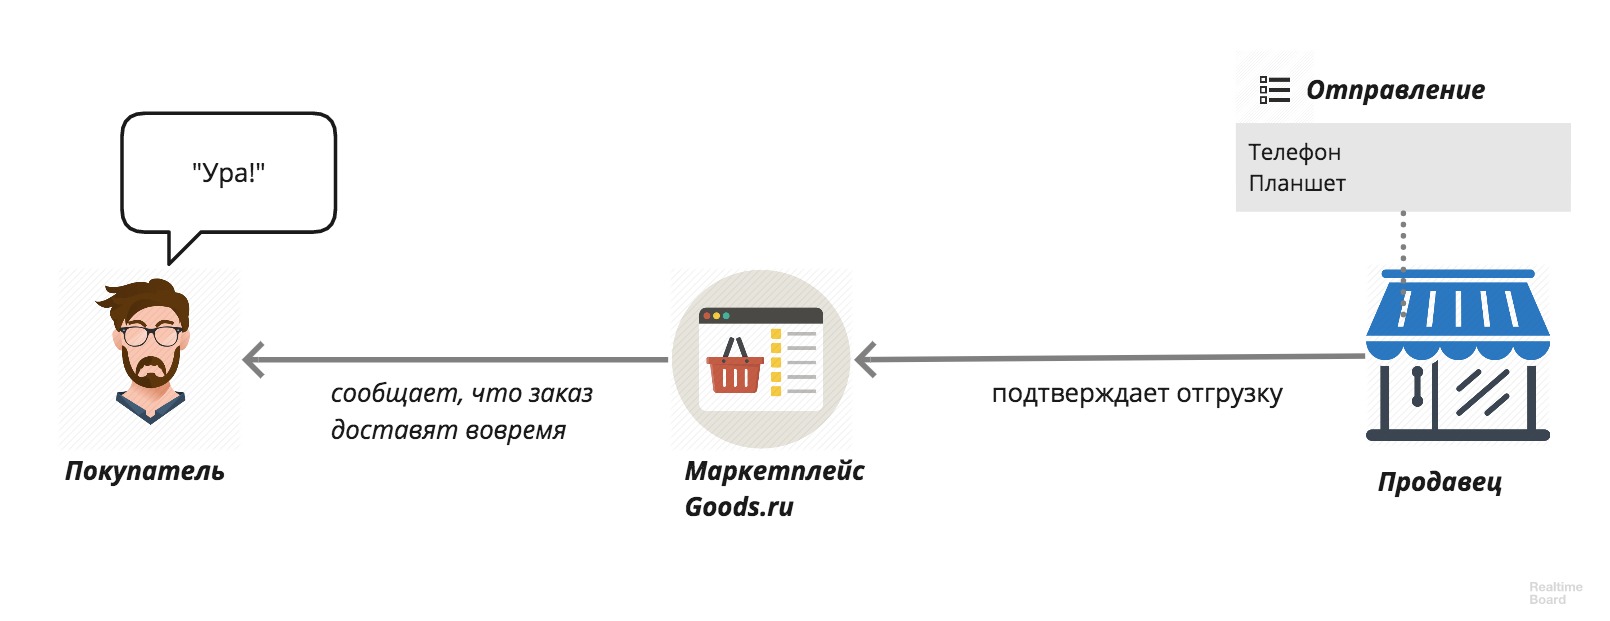 Отправление
Телефон
Планшет
"Ура!"
сообщает, что заказ
доставят вовремя
подтверждает отгрузку
Покупатель
Маркетплейс
Goods.ru
Продавец
Realtime
Board